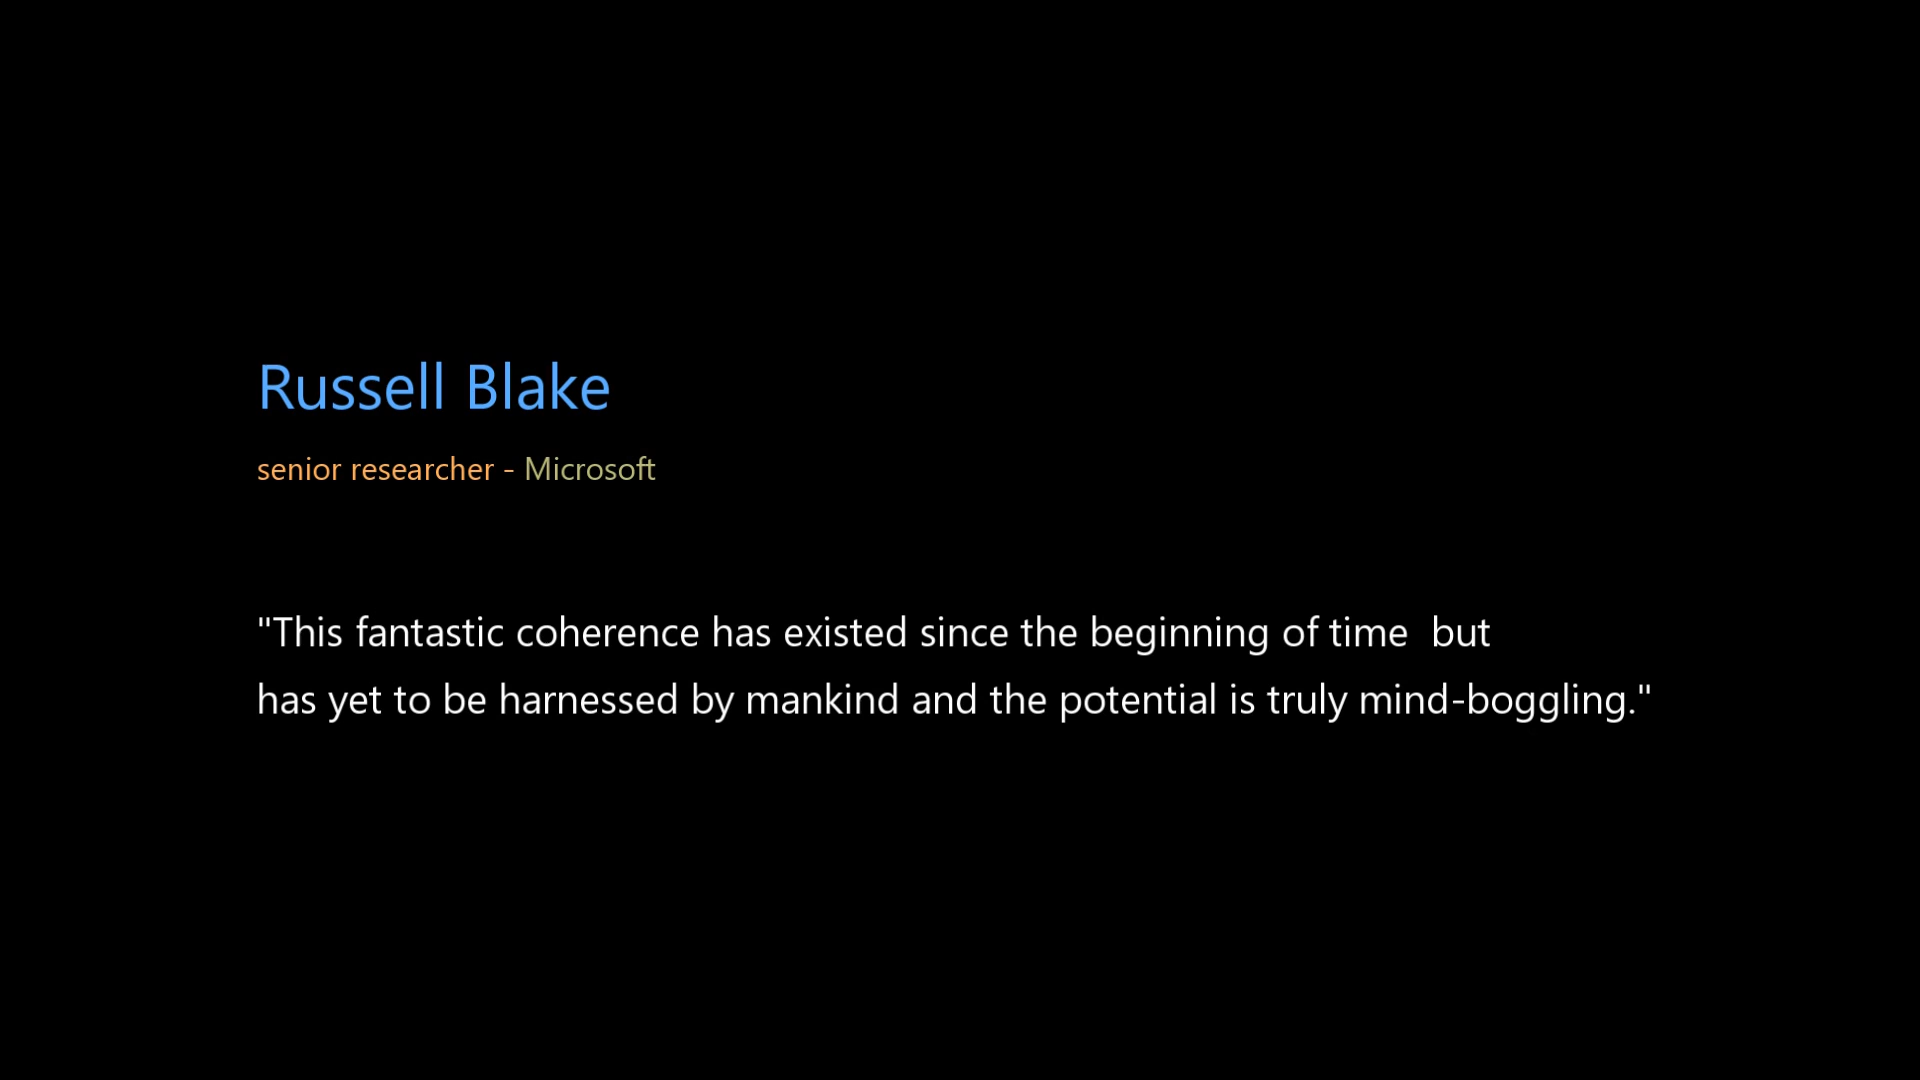 Russell Blake
senior researcher - Microsoft
"This fantastic coherence has existed since the beginning of time  but
has yet to be harnessed by mankind and the potential is truly mind-boggling."